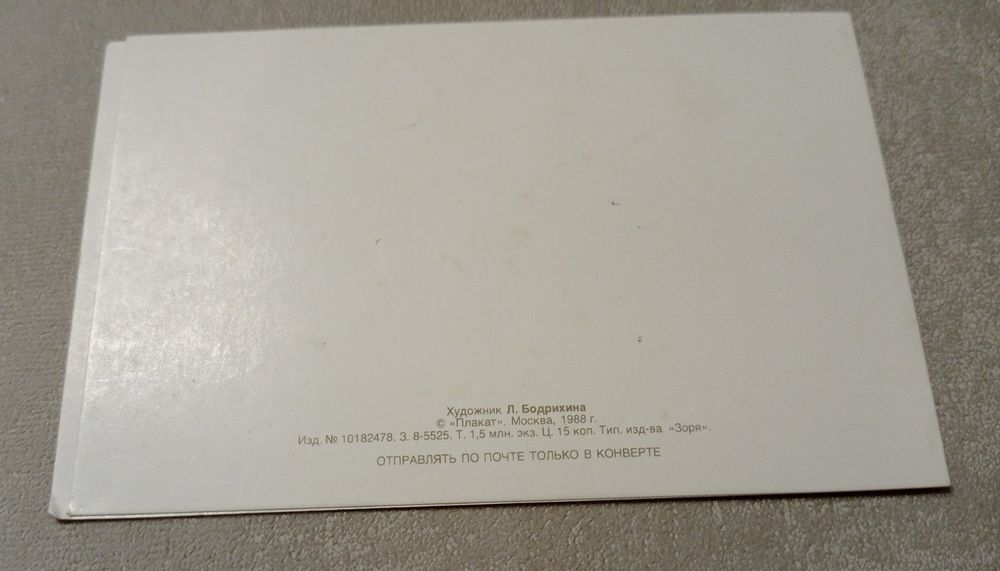 Художник Л. Бодрихина
© «Плакат». Москва, 1988 г.
Изд. № 10182478. З. 8-5525. Т. 1,5 млн. экз. Ц. 15 коп. Тип. изд-ва «Зоря».
ОТПРАВЛЯТЬ ПО ПОЧТЕ ТОЛЬКО В КОНВЕРТЕ